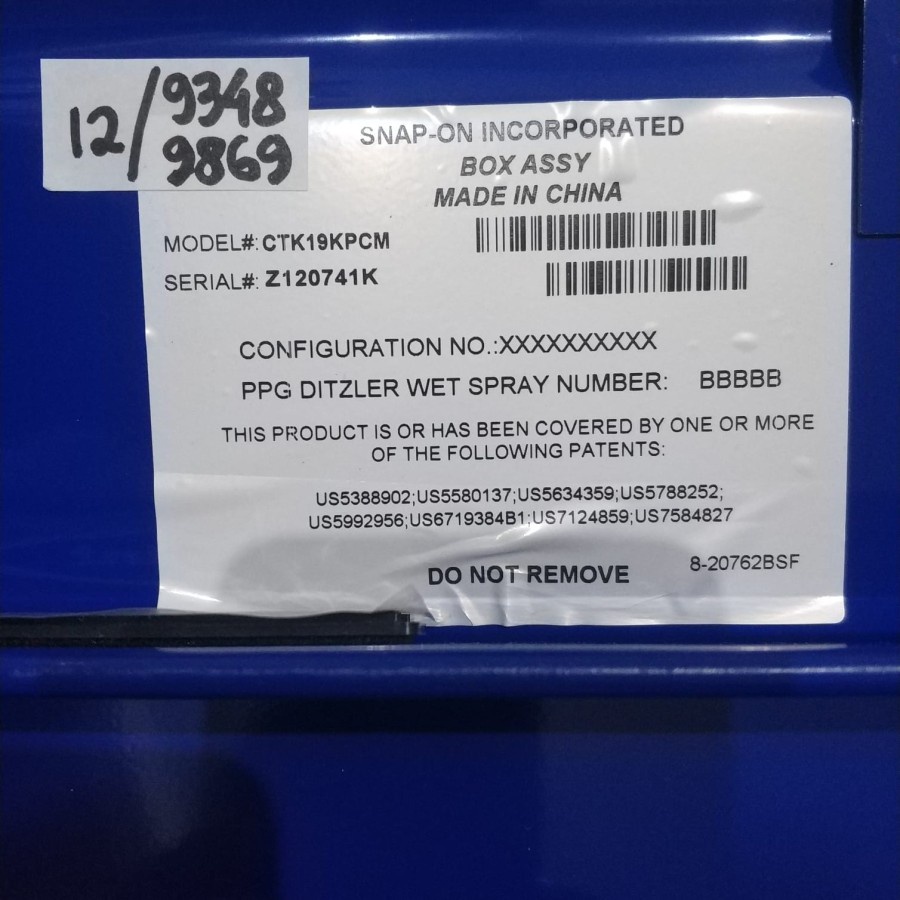 12/9348
9869
SNAP-ON INCORPORATED
BOX ASSY
MADE IN CHINA
MODEL#: CTK19KPCM
SERIAL#: Z120741K
CONFIGURATION NO.:XXXXXXXXXX
PPG DITZLER WET SPRAY NUMBER: BBBBB
THIS PRODUCT IS OR HAS BEEN COVERED BY ONE OR MORE
OF THE FOLLOWING PATENTS:
US5388902;US5580137;US5634359;US5788252;
US5992956;US6719384B1;US7124859;US7584827
DO NOT REMOVE
8-20762BSF